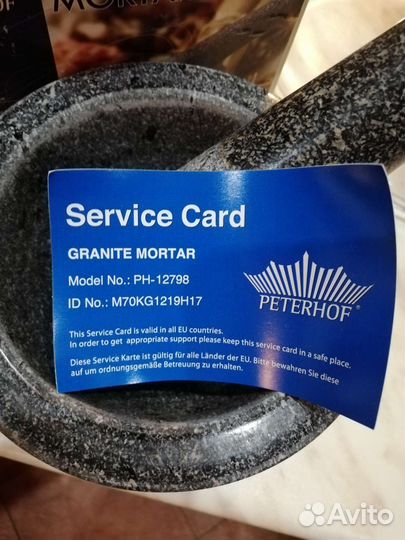 MORTAR
Service Card
GRANITE MORTAR
Model No.: PH-12798
ID No.: M70KG1219H17
PETERHOF®
This Service Card is valid in all EU countries.
In order to get appropriate support please keep this service card in a safe place,
Diese Service Karte ist gültig für alle Länder der EU. Bitte bewahren Sie diese
auf um ordnungsgemäße Betreuung zu erhalten.
Avito